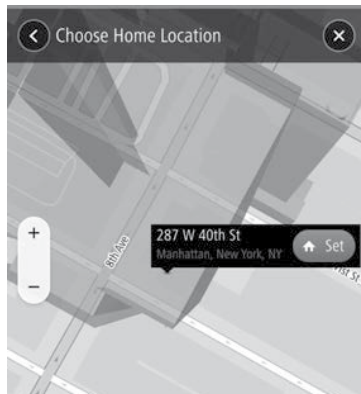 Choose Home Location
+
287 W 40th St
Manhattan, New York, NY
Set
8th Ave
−